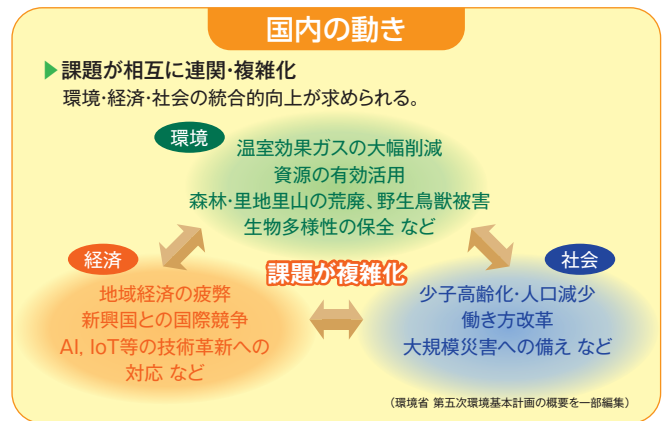 国内の動き
▶課題が相互に連関・複雑化
環境・経済・社会の統合的向上が求められる。
環境
温室効果ガスの大幅削減
資源の有効活用
森林・里地里山の荒廃、野生鳥獣被害
生物多様性の保全 など
経済
課題が複雑化
社会
地域経済の疲弊
新興国との国際競争
AI, IoT等の技術革新への
対応 など
少子高齢化・人口減少
働き方改革
大規模災害への備え など
(環境省 第五次環境基本計画の概要を一部編集)